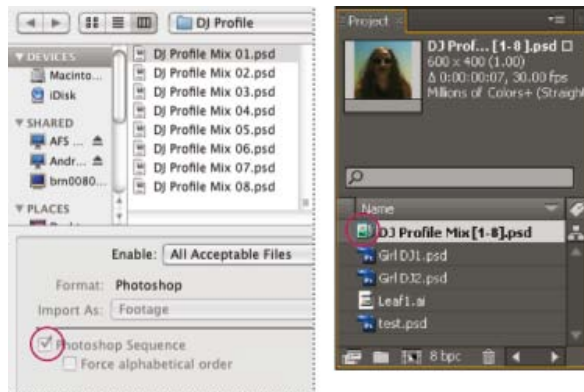 DJ Profile
DEVICES
Macinto...
iDisk
SHARED
AFS ...
Andr...
brn0080...
PLACES
DJ Profile Mix 01.psd
DJ Profile Mix 02.psd
DJ Profile Mix 03.psd
DJ Profile Mix 04.psd
DJ Profile Mix 05.psd
DJ Profile Mix 06.psd
DJ Profile Mix 07.psd
DJ Profile Mix 08.psd
Enable: All Acceptable Files
Format: Photoshop
Import As: Footage
Photoshop Sequence
Force alphabetical order
Project
DJ Prof... [1-8].psd
600 x 400 (1.00)
Δ 0:00:00:07, 30.00 fps
Millions of Colors+ (Straight
Name
DJ Profile Mix[1-8].psd
Girl DJ1.psd
Girl DJ2.psd
Leaf1.ai
test.psd
8 bpc